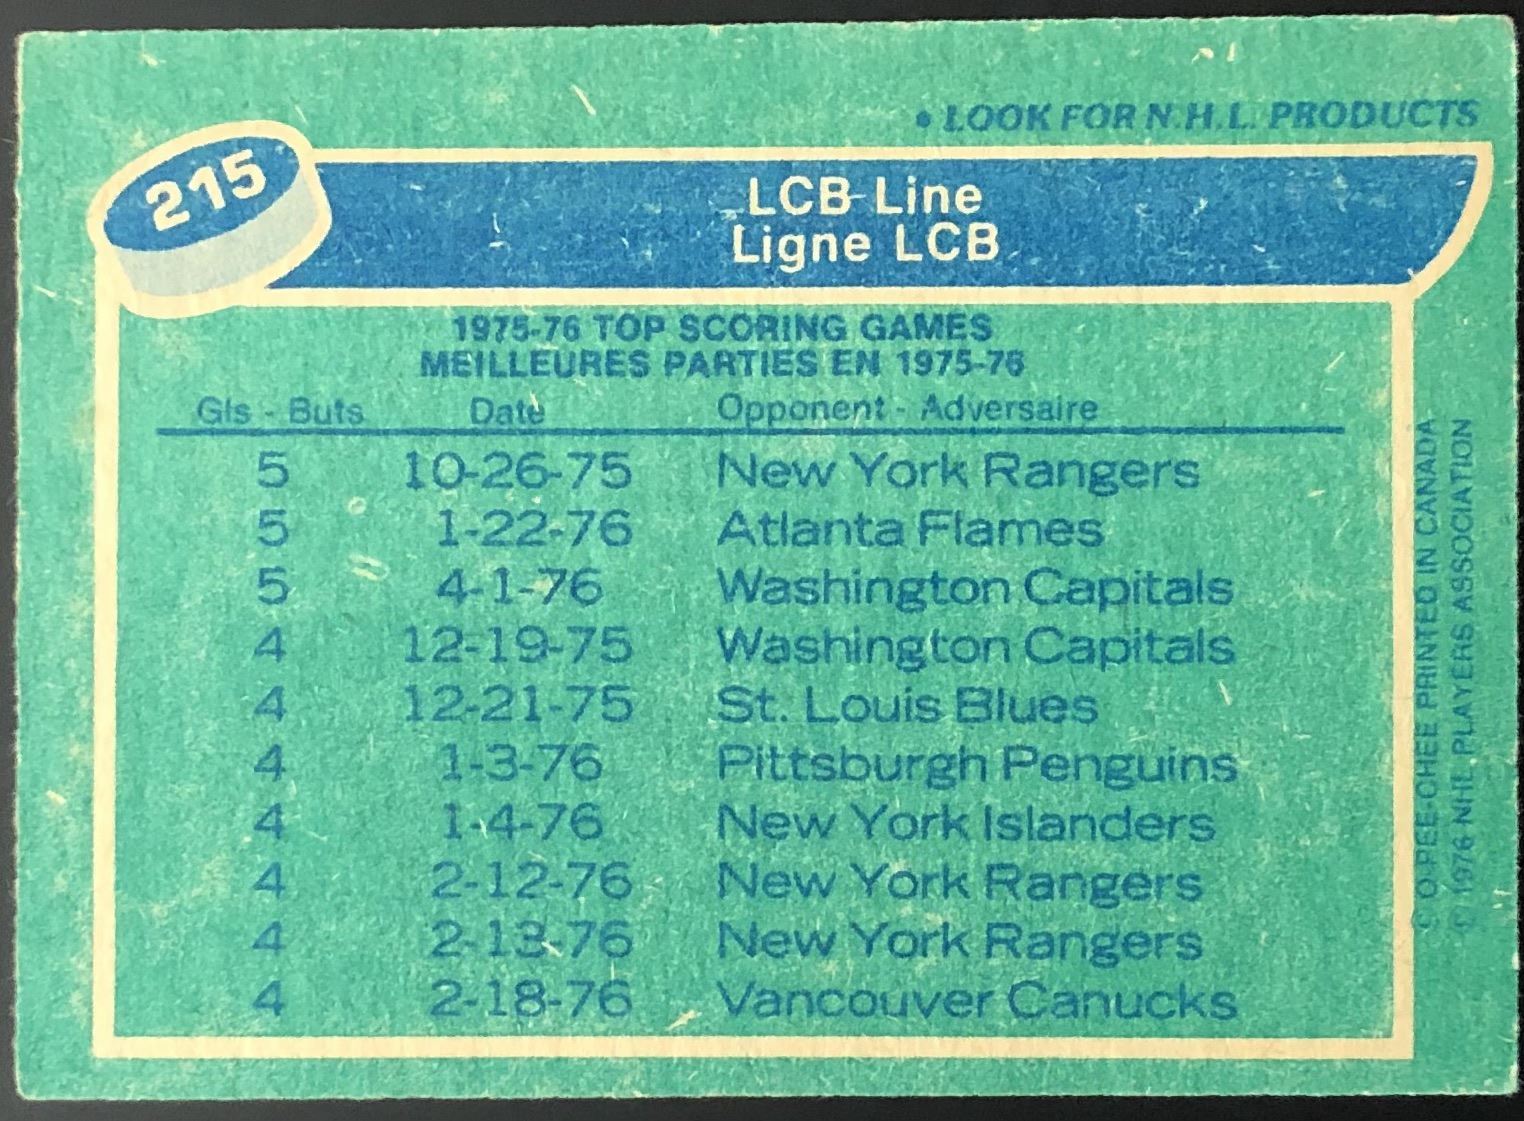 • LOOK FOR N.H.L. PRODUCTS
215
LCB Line
Ligne LCB
1975-76 TOP SCORING GAMES
MEILLEURES PARTIES EN 1975-76
Gls - Buts Date Opponent - Adversaire
5 10-26-75 New York Rangers
5 1-22-76 Atlanta Flames
5 4-1-76 Washington Capitals
4 12-19-75 Washington Capitals
4 12-21-75 St. Louis Blues
4 1-3-76 Pittsburgh Penguins
4 1-4-76 New York Islanders
4 2-12-76 New York Rangers
4 2-13-76 New York Rangers
4 2-18-76 Vancouver Canucks
© O-PEE-CHEE PRINTED IN CANADA
© 1976 NHL PLAYERS ASSOCIATION